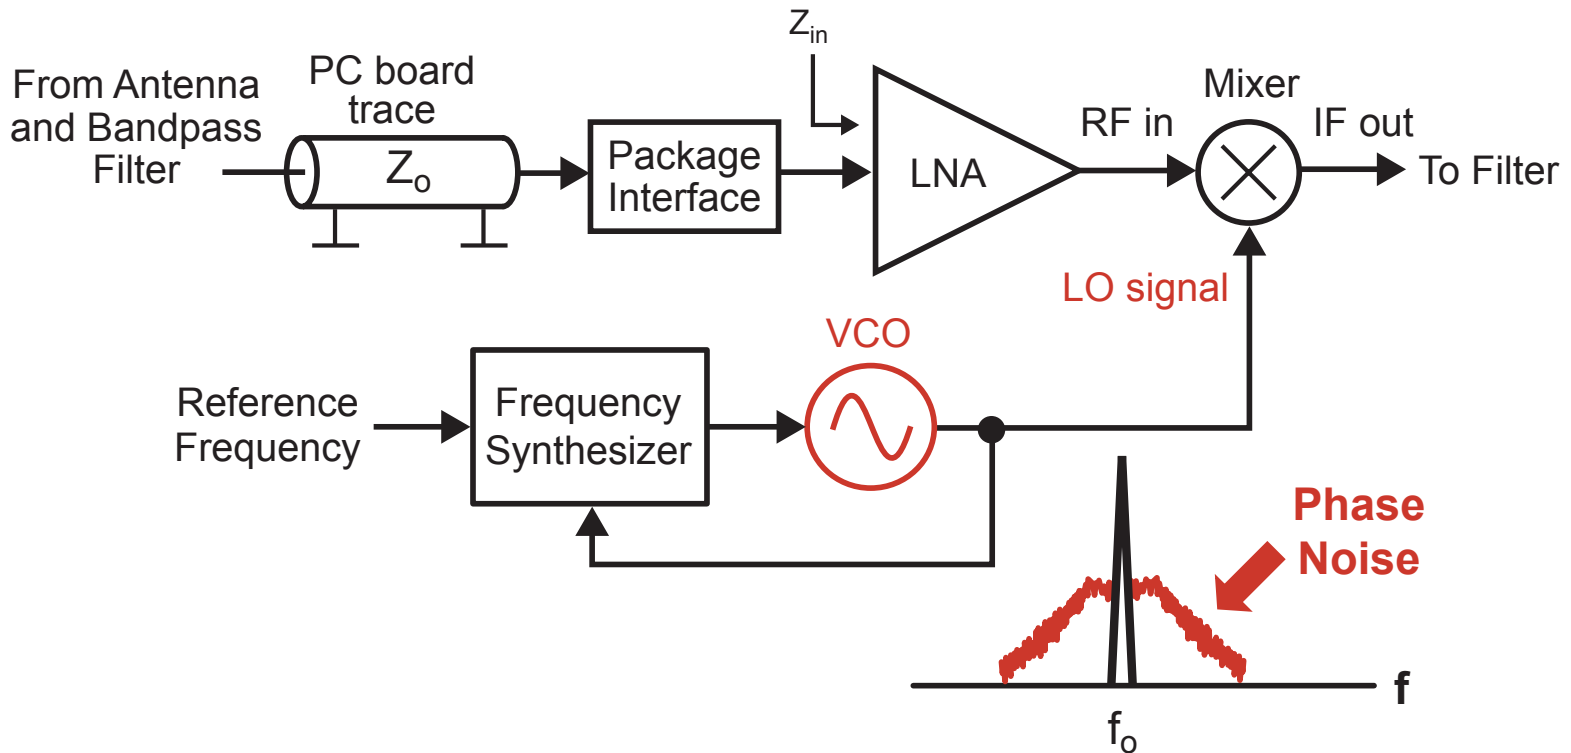 From Antenna
and Bandpass
Filter
PC board
trace
Zo
Package
Interface
Zin
LNA
RF in
Mixer
IF out
To Filter
LO signal
Reference
Frequency
Frequency
Synthesizer
VCO
Phase
Noise
f
fo